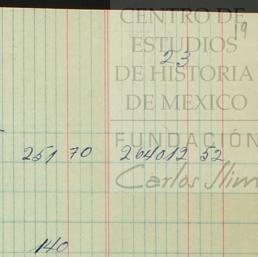 CENTRO DE
19
ESTUDIOS
23
DE HISTORIA
DE MEXICO
FUNDACIÓN
251 70 264012 52
Carlos Slim
140